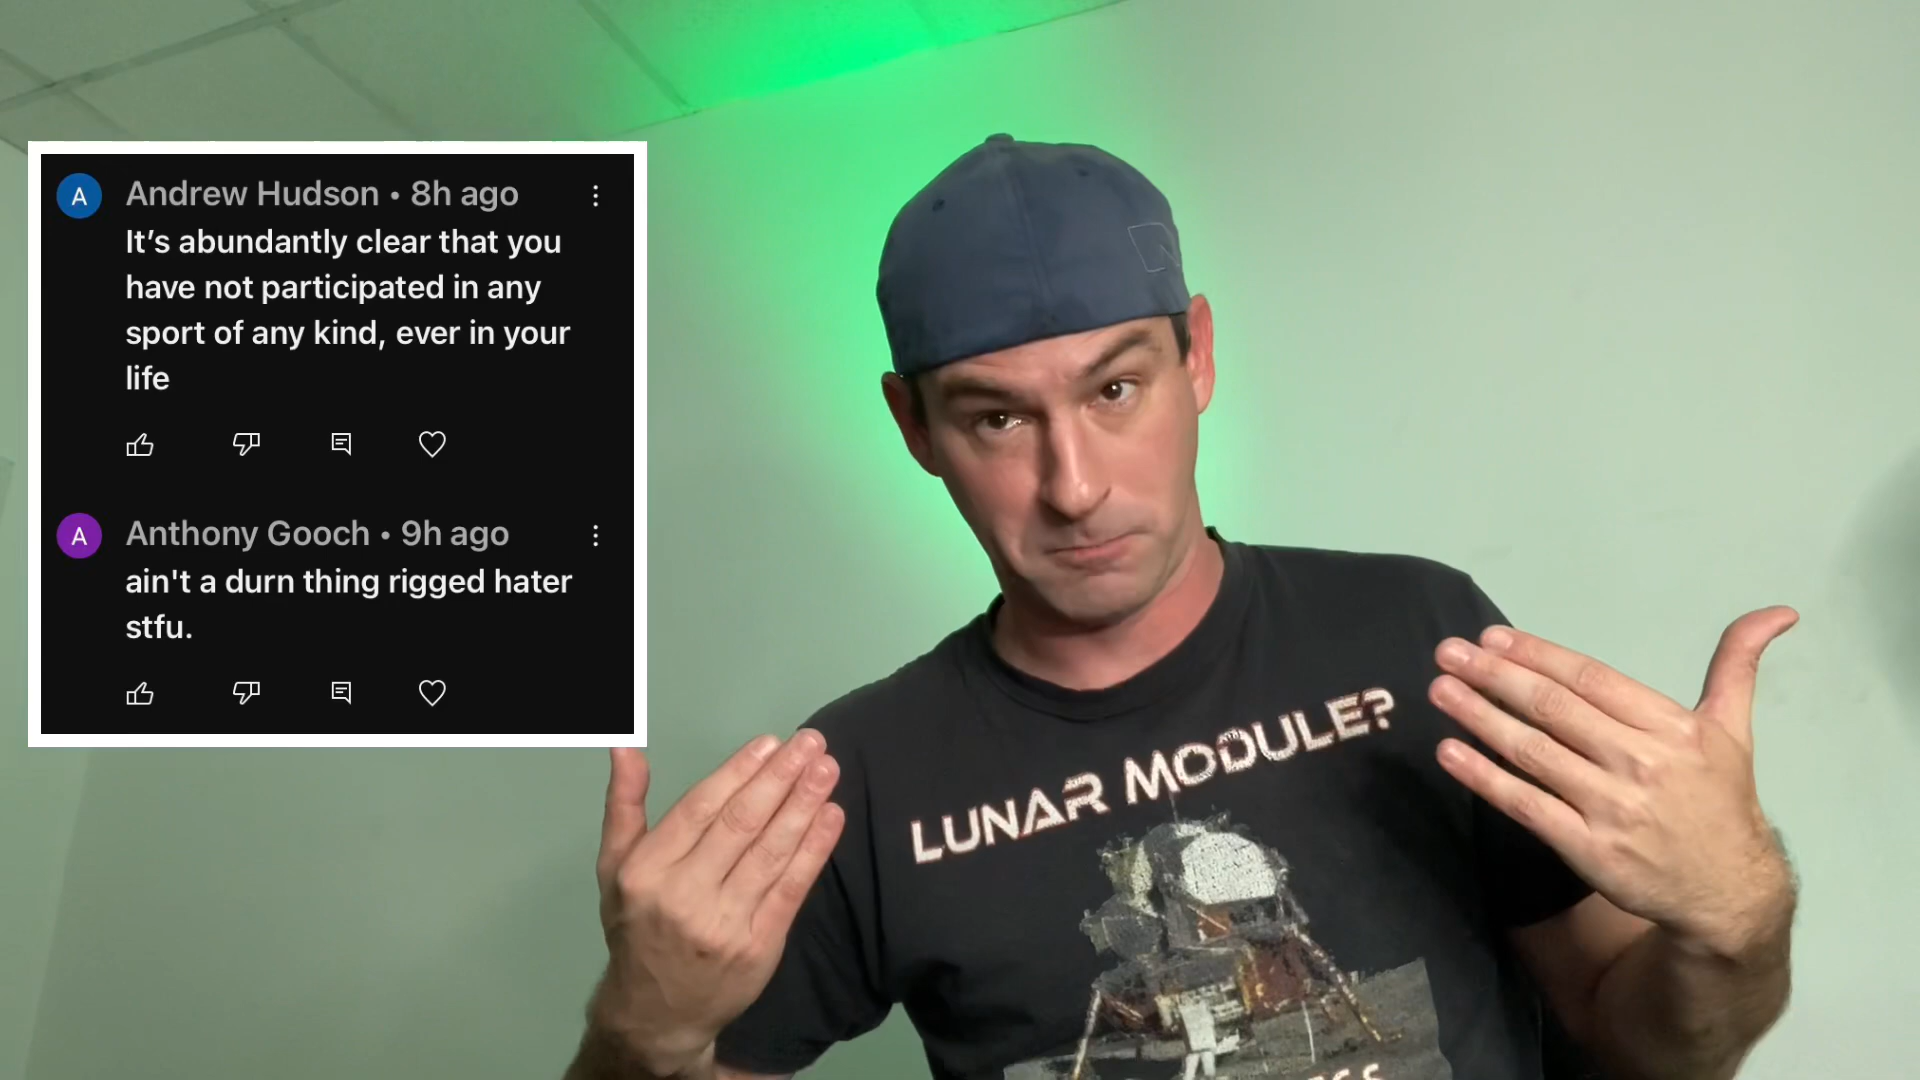 A
Andrew Hudson • 8h ago
It's abundantly clear that you
have not participated in any
sport of any kind, ever in your
life
A
Anthony Gooch • 9h ago
ain't a durn thing rigged hater
stfu.
LUNAR MODULE?